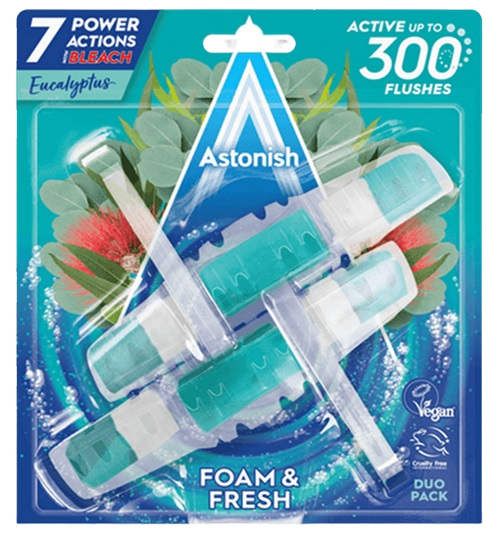 7 POWER
ACTIONS
WITH BLEACH
Eucalyptus
ACTIVE UP TO
300
FLUSHES
Astonish
Vegan
Cruelty Free
INTERNATIONAL
FOAM &
FRESH
DUO
PACK